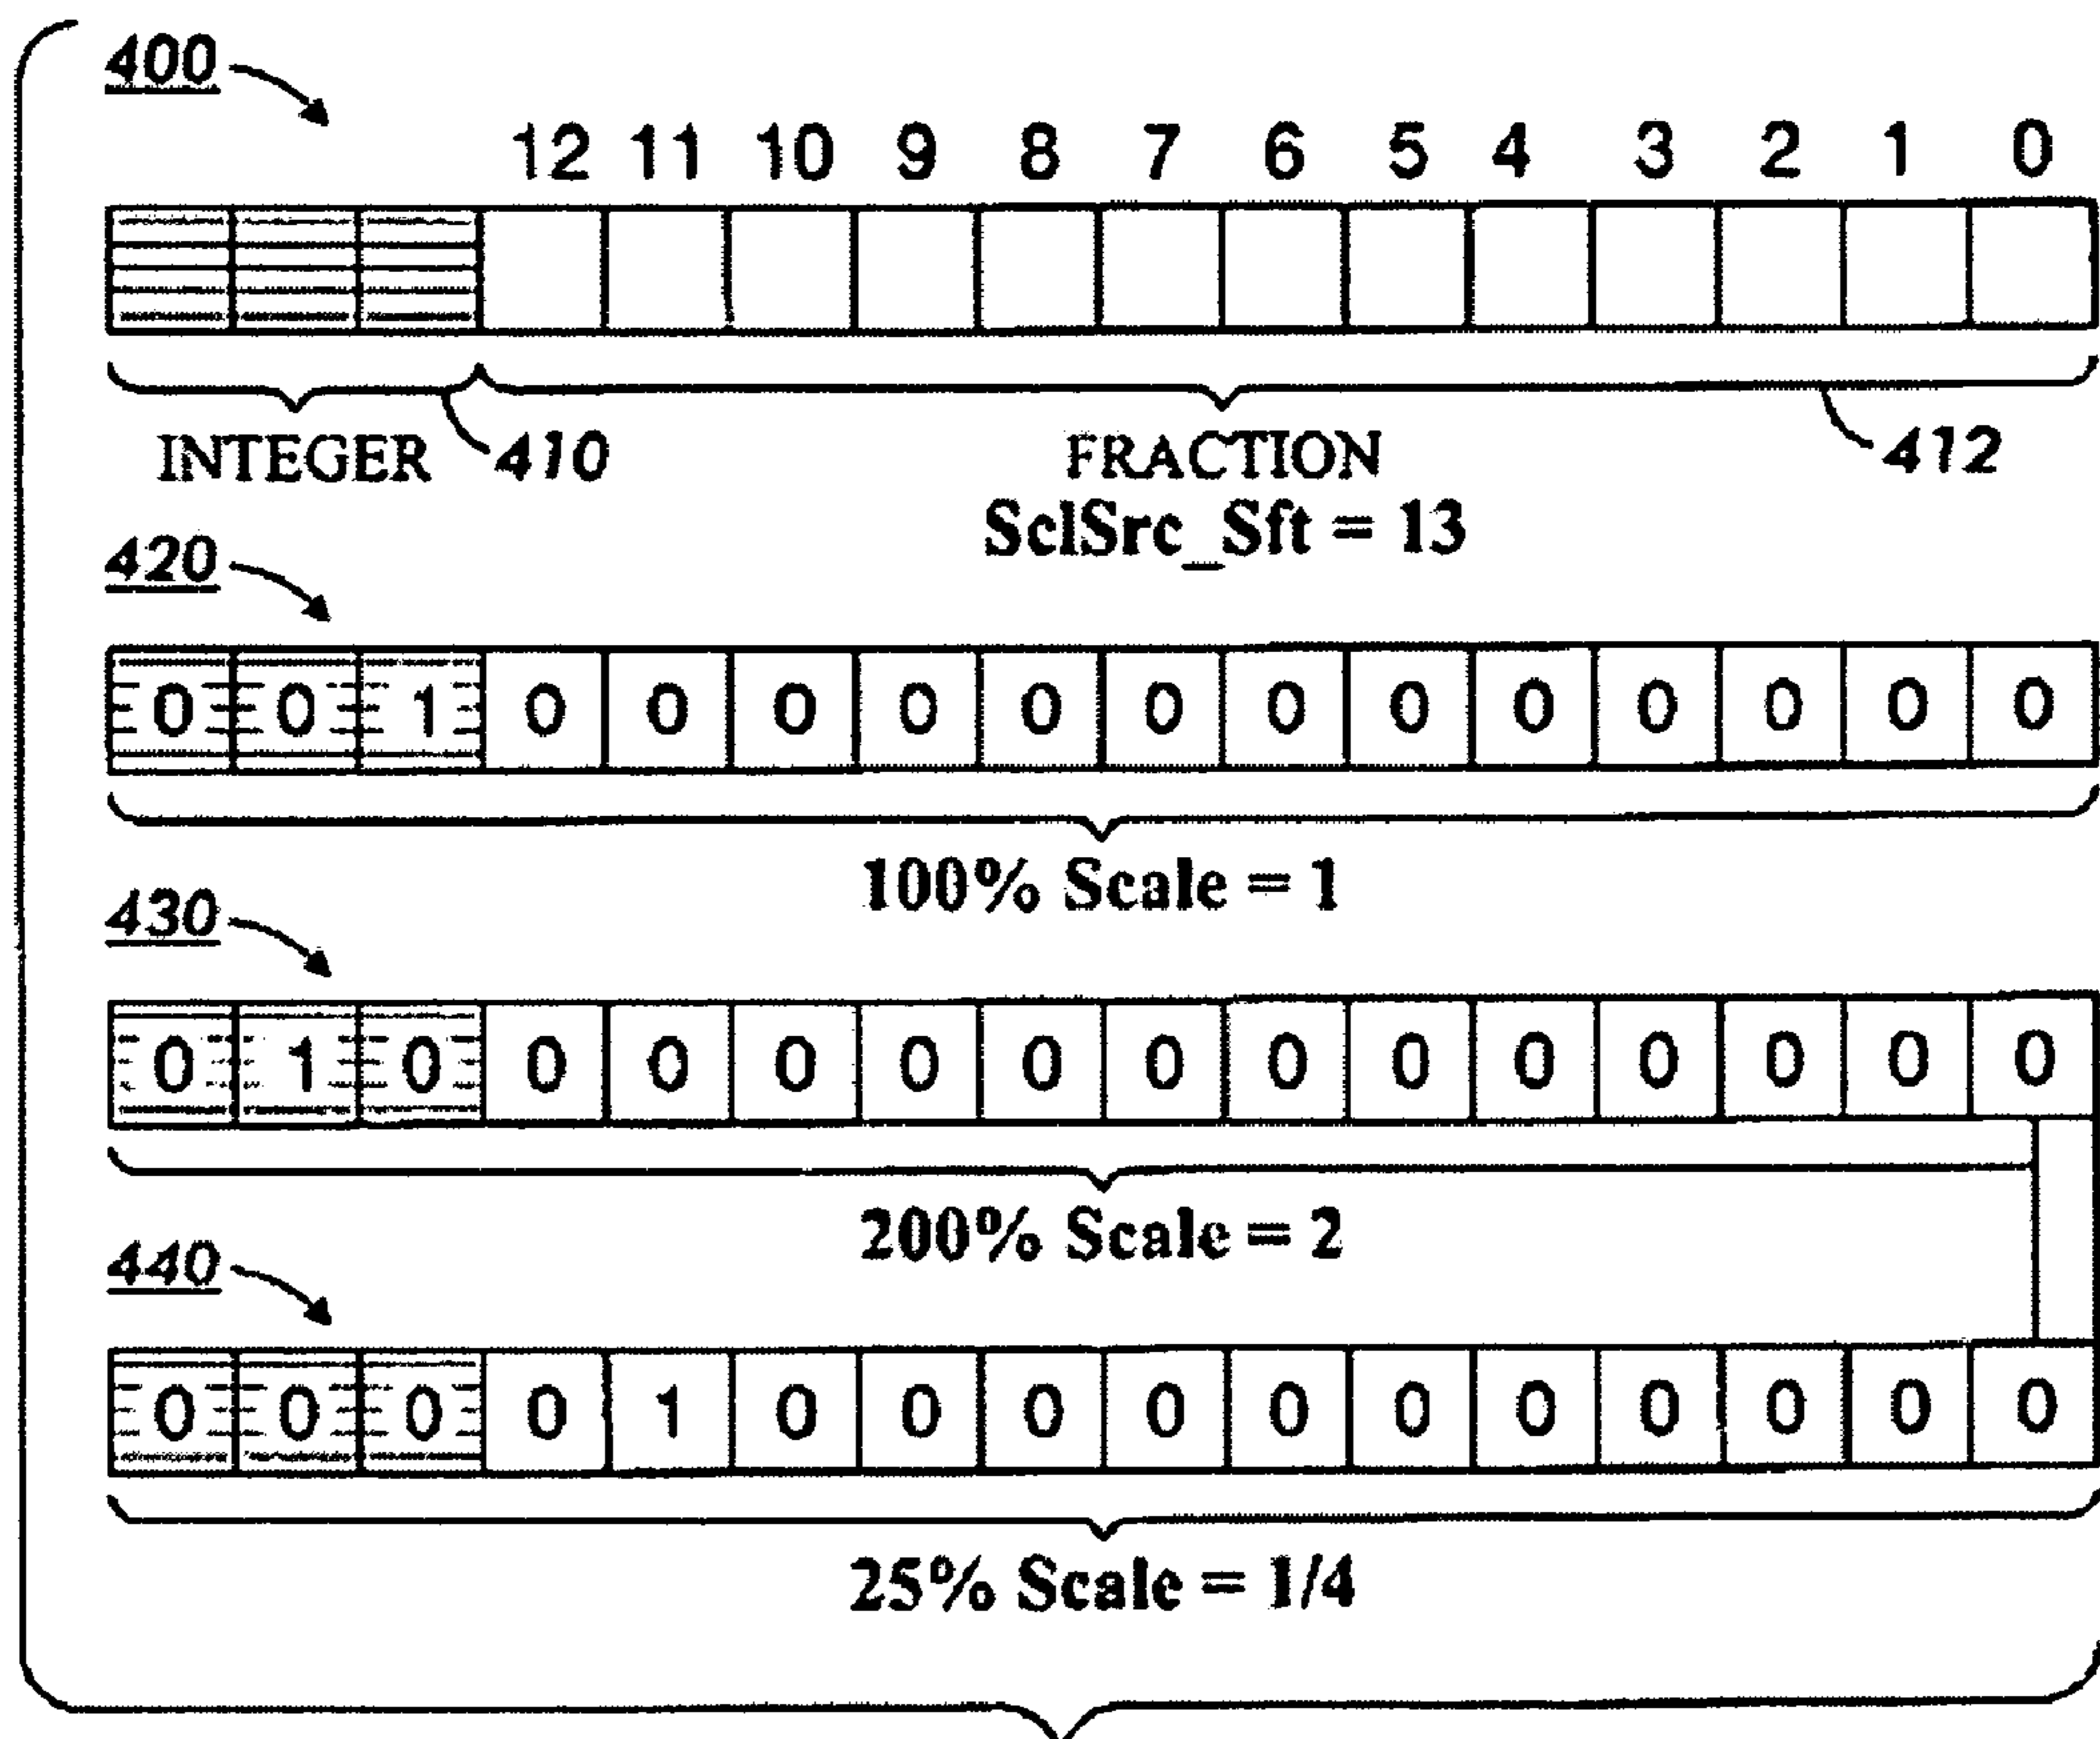 400
12 11 10 9 8 7 6 5 4 3 2 1 0
INTEGER 410 FRACTION 412
SclSrc_Sft = 13
420
0 0 1 0 0 0 0 0 0 0 0 0 0 0 0 0
100% Scale = 1
430
0 1 0 0 0 0 0 0 0 0 0 0 0 0 0 0
200% Scale = 2
440
0 0 0 0 1 0 0 0 0 0 0 0 0 0 0 0
25% Scale = 1/4